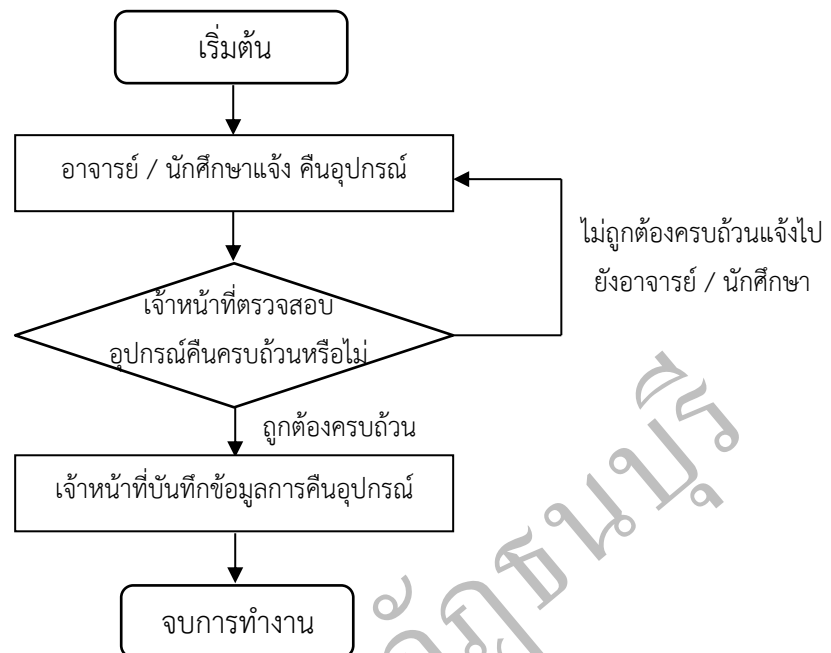 เริ่มต้น
อาจารย์ / นักศึกษาแจ้ง คืนอุปกรณ์
ไม่ถูกต้องครบถ้วนแจ้งไป
ยังอาจารย์ / นักศึกษา
เจ้าหน้าที่ตรวจสอบ
อุปกรณ์คืนครบถ้วนหรือไม่
ถูกต้องครบถ้วน
เจ้าหน้าที่บันทึกข้อมูลการคืนอุปกรณ์
จบการทำงาน